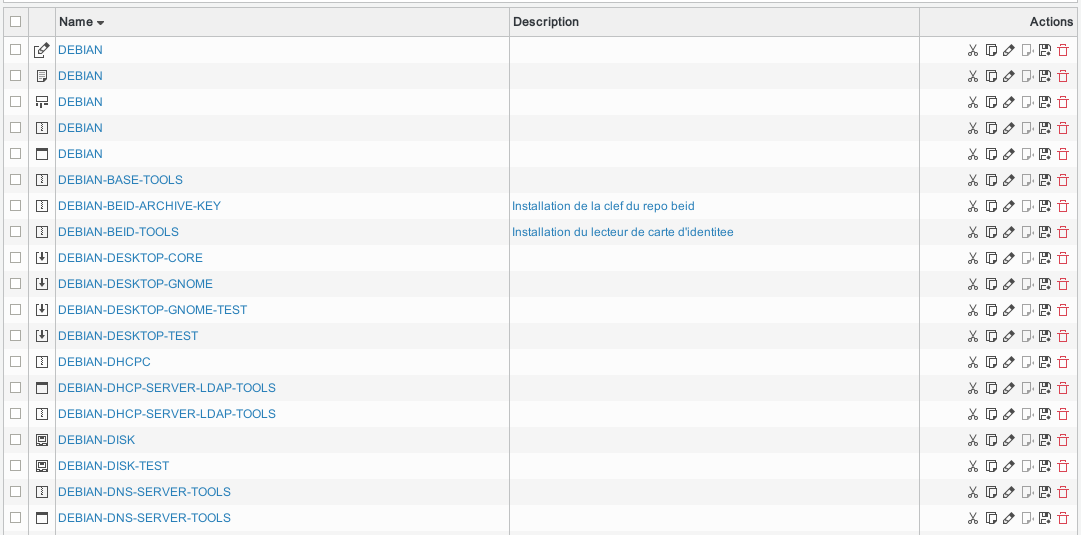 Name Description Actions
DEBIAN
DEBIAN
DEBIAN
DEBIAN
DEBIAN
DEBIAN-BASE-TOOLS
DEBIAN-BEID-ARCHIVE-KEY Installation de la clef du repo beid
DEBIAN-BEID-TOOLS Installation du lecteur de carte d'identitee
DEBIAN-DESKTOP-CORE
DEBIAN-DESKTOP-GNOME
DEBIAN-DESKTOP-GNOME-TEST
DEBIAN-DESKTOP-TEST
DEBIAN-DHCPC
DEBIAN-DHCP-SERVER-LDAP-TOOLS
DEBIAN-DHCP-SERVER-LDAP-TOOLS
DEBIAN-DISK
DEBIAN-DISK-TEST
DEBIAN-DNS-SERVER-TOOLS
DEBIAN-DNS-SERVER-TOOLS